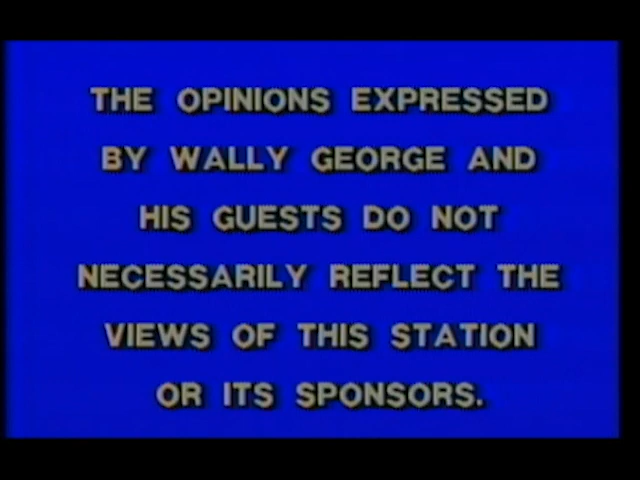 THE OPINIONS EXPRESSED
BY WALLY GEORGE AND
HIS GUESTS DO NOT
NECESSARILY REFLECT THE
VIEWS OF THIS STATION
OR ITS SPONSORS.